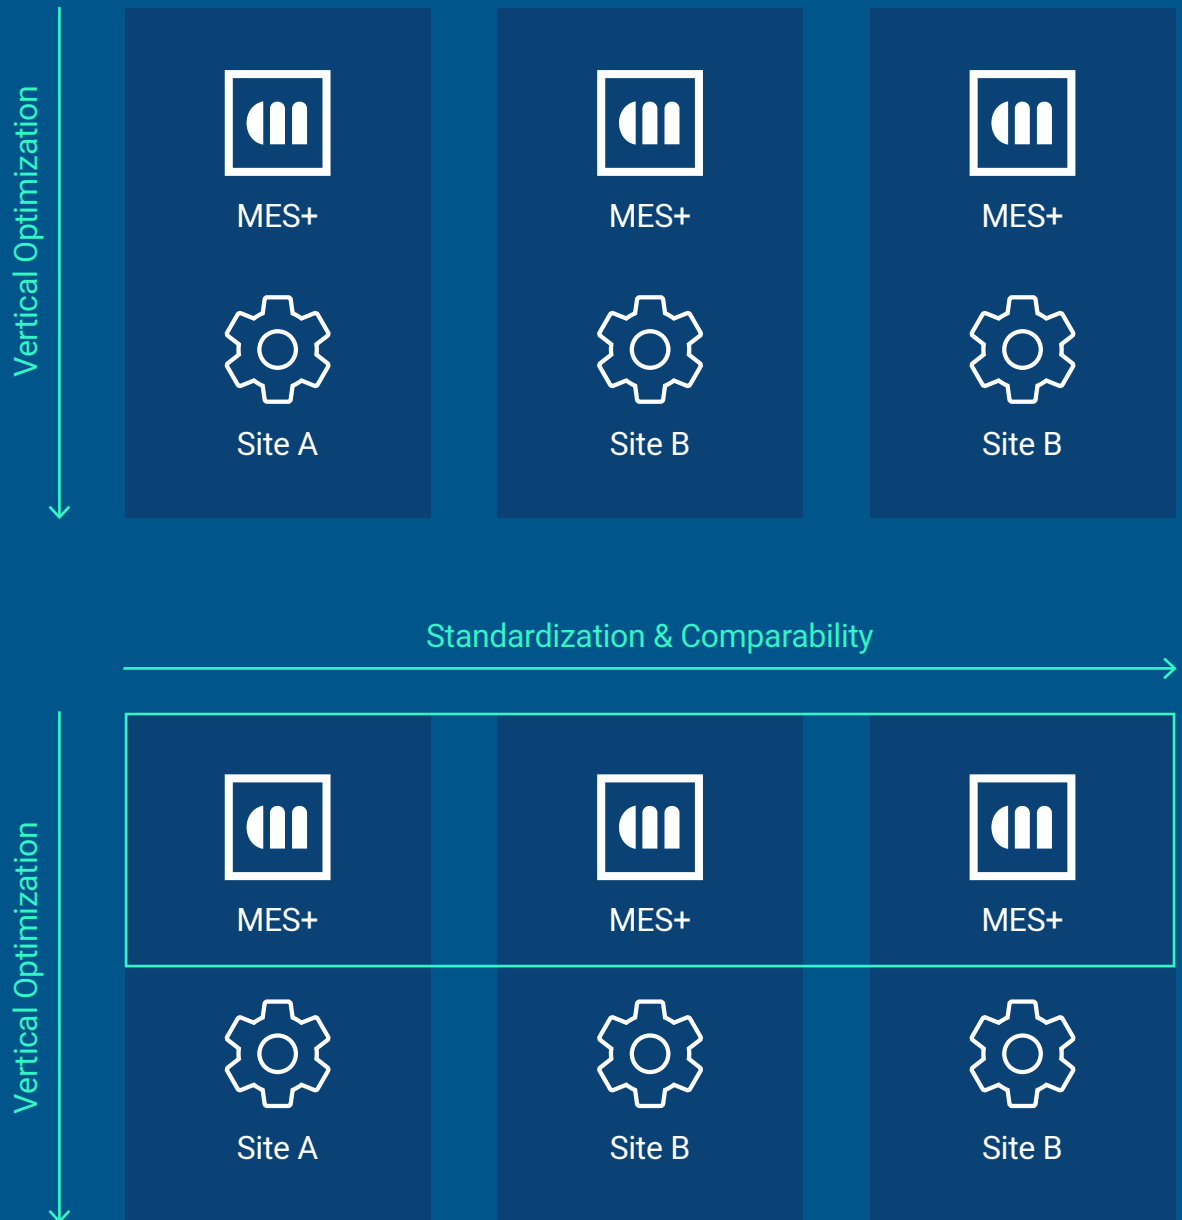 Vertical Optimization
MES+
MES+
MES+
Site A
Site B
Site B
Standardization & Comparability
Vertical Optimization
MES+
MES+
MES+
Site A
Site B
Site B